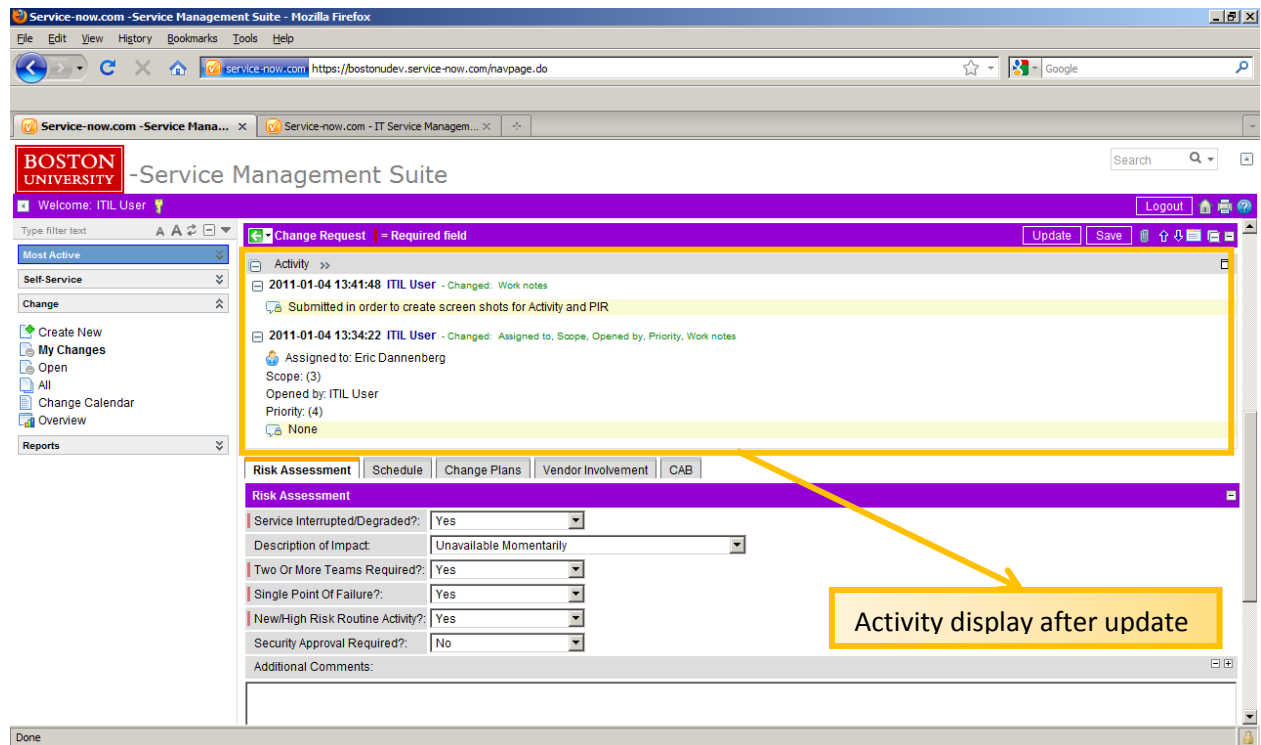 Service-now.com -Service Management Suite - Mozilla Firefox
File Edit View History Bookmarks Tools Help
service-now.com https://bostonudev.service-now.com/navpage.do Google
Service-now.com -Service Mana... Service-now.com - IT Service Managem...
BOSTON
UNIVERSITY
-Service Management Suite
Search
Welcome: ITIL User Logout
Type filter text A A
Change Request = Required field Update Save
Most Active
Self-Service
Change
Create New
My Changes
Open
All
Change Calendar
Overview
Reports
Activity »
2011-01-04 13:41:48 ITIL User - Changed: Work notes
Submitted in order to create screen shots for Activity and PIR
2011-01-04 13:34:22 ITIL User - Changed: Assigned to, Scope, Opened by, Priority, Work notes
Assigned to: Eric Dannenberg
Scope: (3)
Opened by: ITIL User
Priority: (4)
None
Risk Assessment Schedule Change Plans Vendor Involvement CAB
Risk Assessment
Service Interrupted/Degraded?: Yes
Description of Impact: Unavailable Momentarily
Two Or More Teams Required?: Yes
Single Point Of Failure?: Yes
New/High Risk Routine Activity?: Yes
Security Approval Required?: No
Additional Comments:
Activity display after update
Done